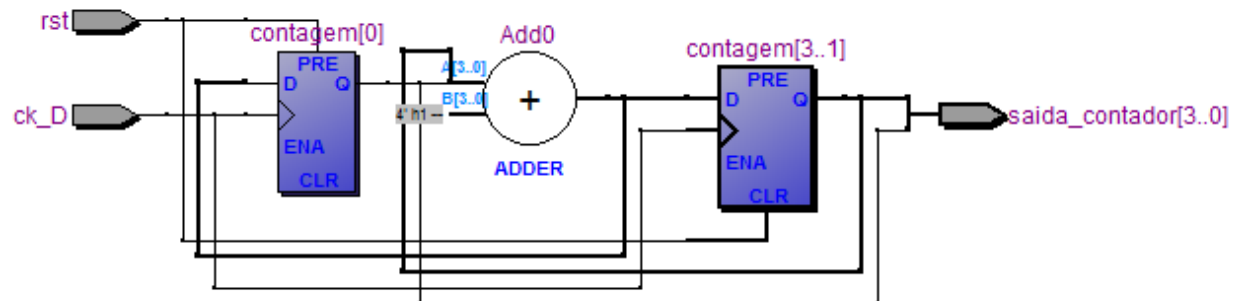 rst
ck_D
contagem[0]
PRE
D
Q
ENA
CLR
Add0
A[3..0]
B[3..0]
4' h1 --
+
ADDER
contagem[3..1]
PRE
D
Q
ENA
CLR
saida_contador[3..0]